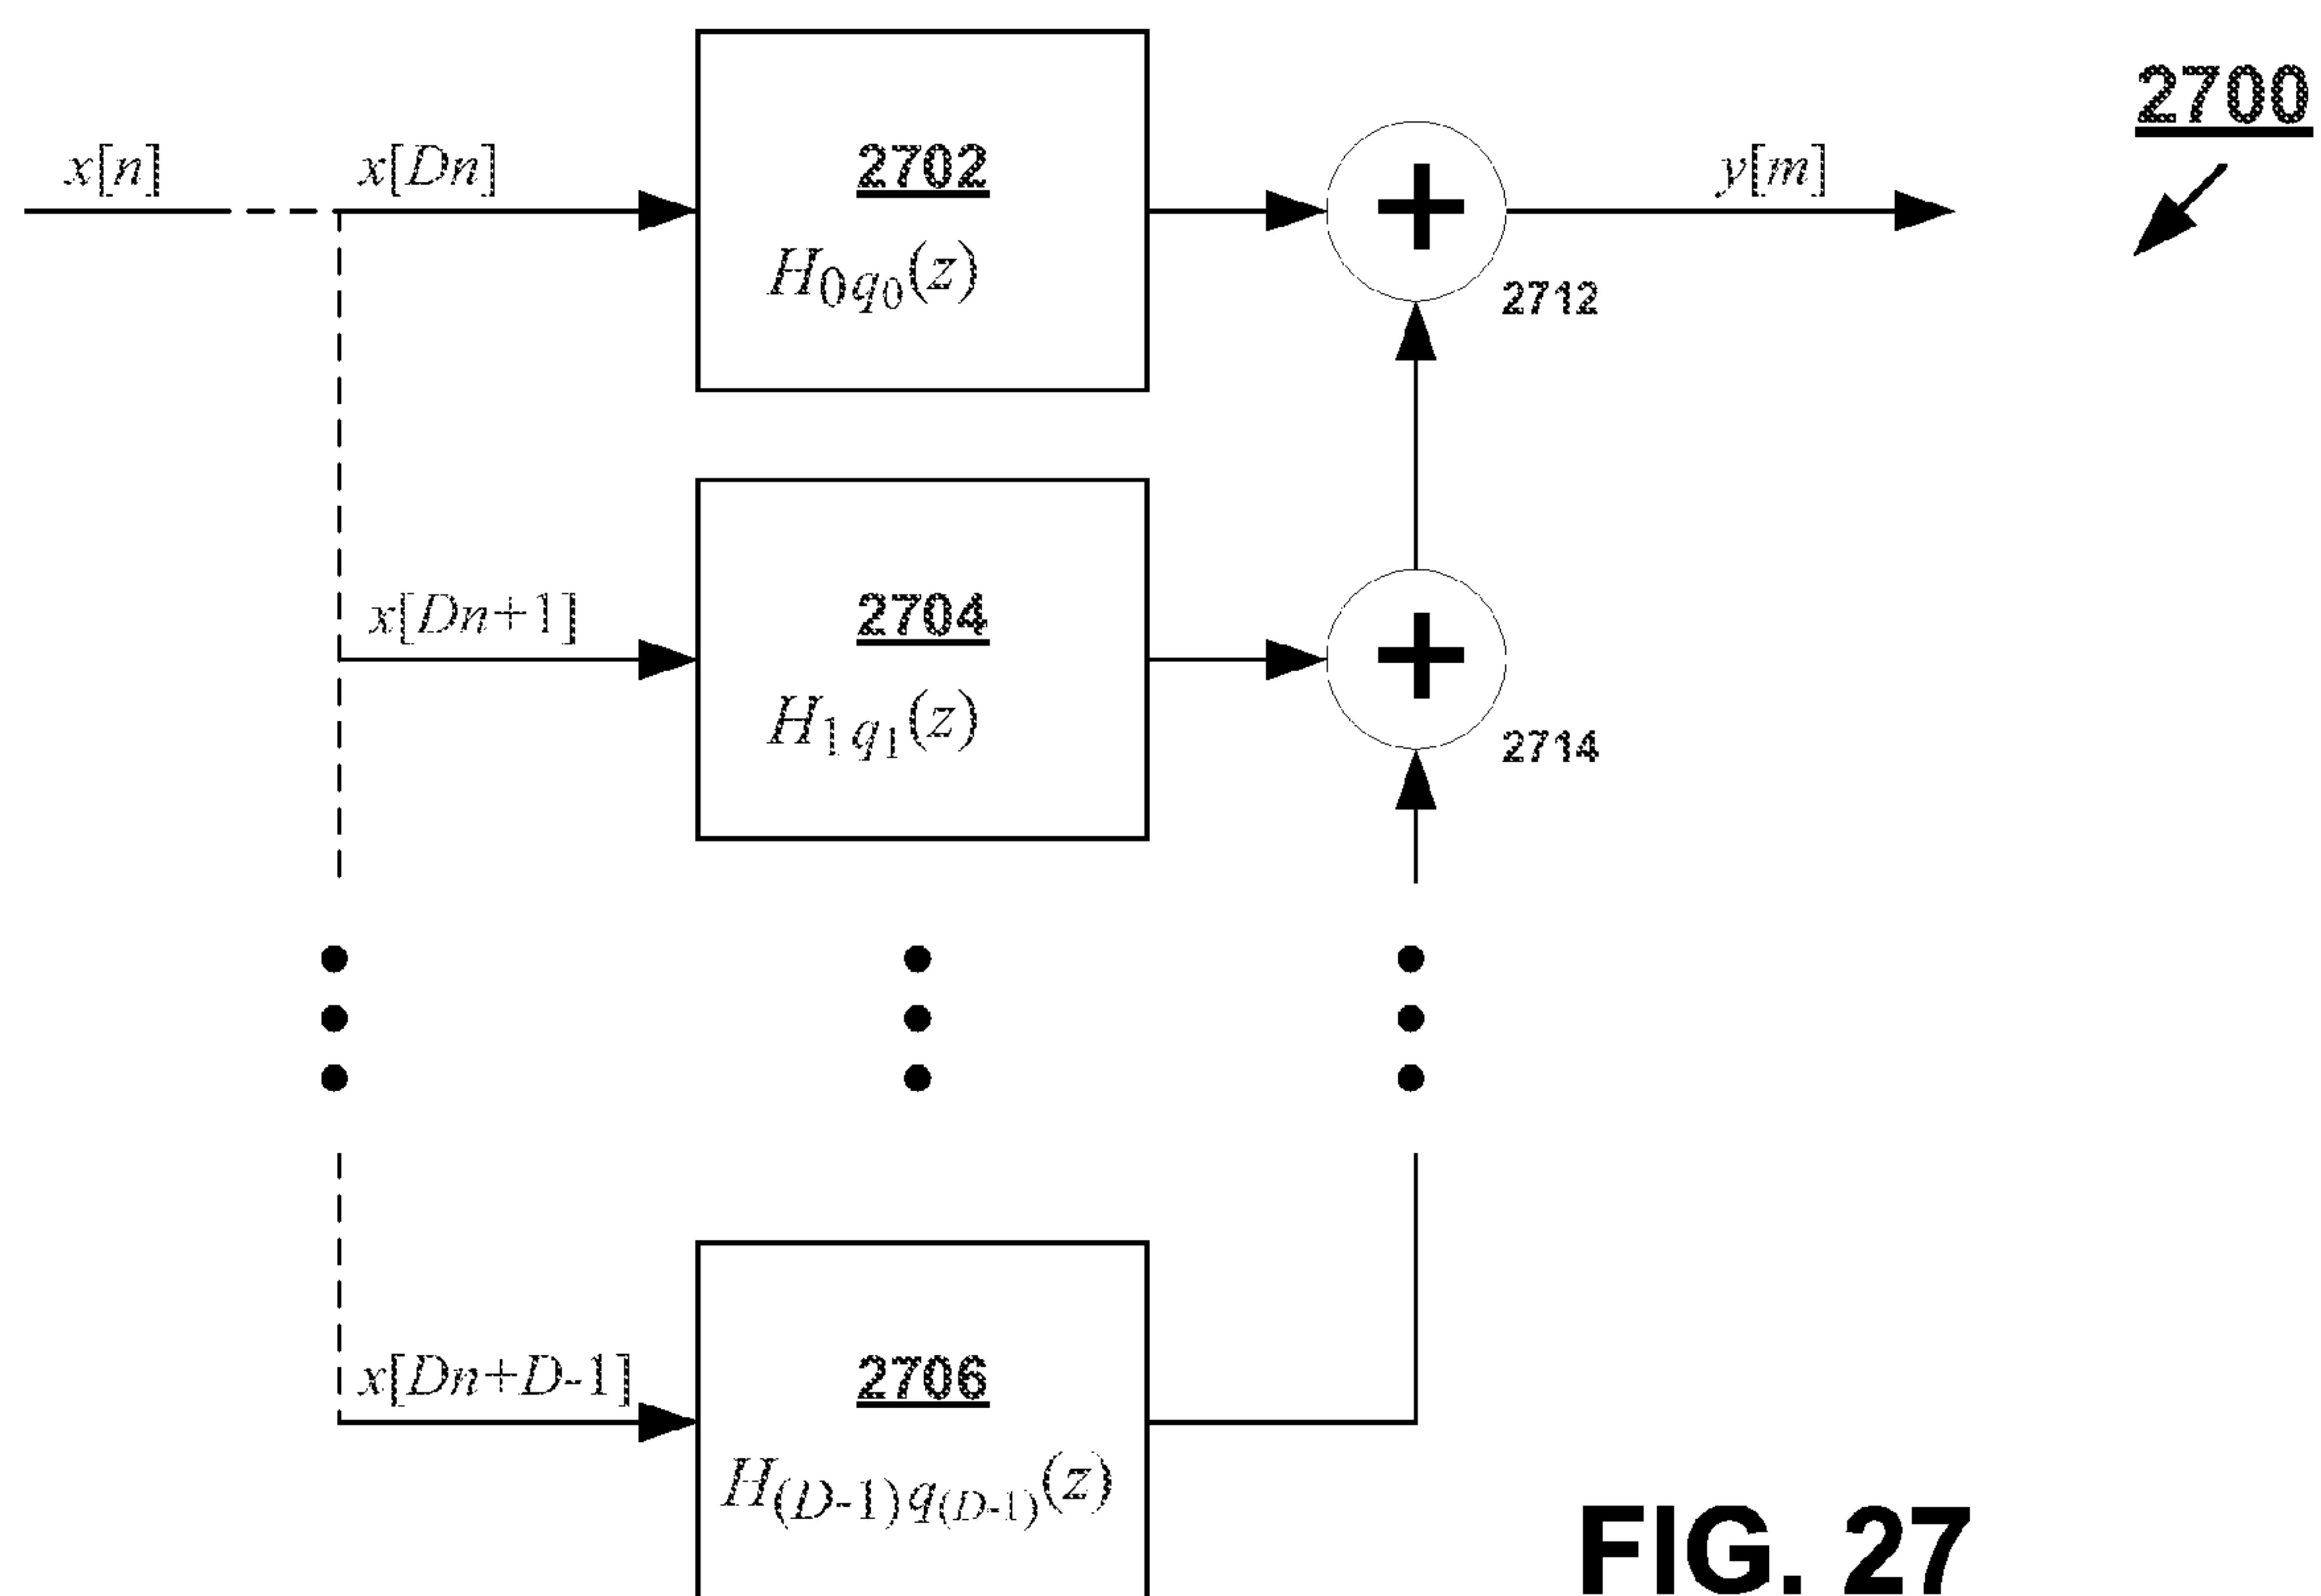 2700
x[n]
x[Dn]
2702
H₀q₀(z)
y[m]
2712
x[Dn+1]
2704
H₁q₁(z)
2714
x[Dn+D-1]
2706
H(D-1)q(D-1)(z)
FIG. 27